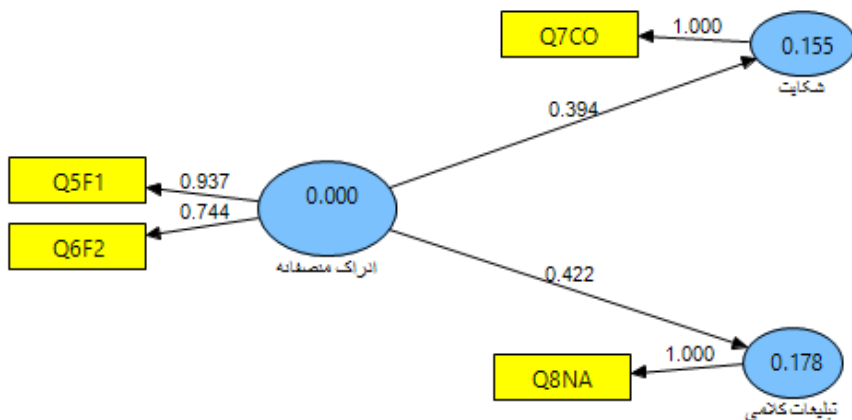 Q7CO
1.000
0.155
شکایت
0.394
Q5F1
0.937
0.000
Q6F2
0.744
ادراک منصفانه
0.422
Q8NA
1.000
0.178
تبلیغات کلامی